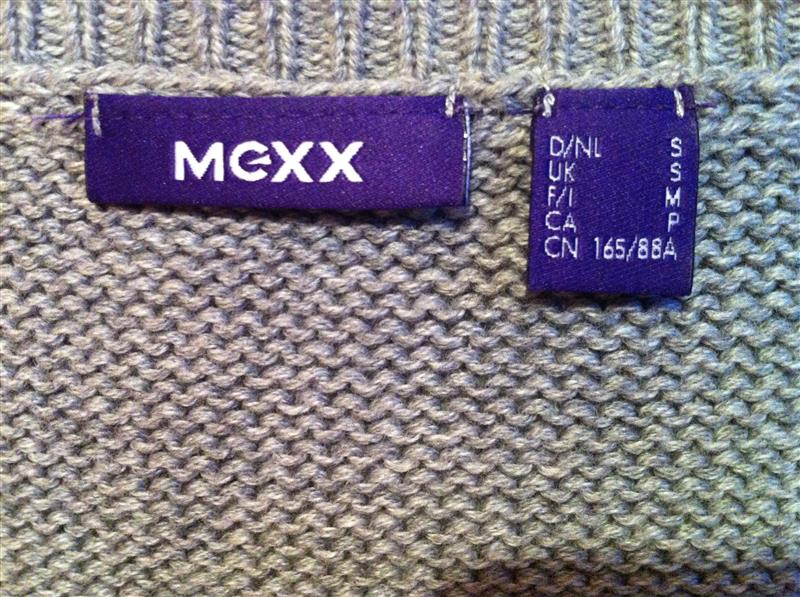 MEXX
D/NL S
UK S
F/I M
CA P
CN 165/88A